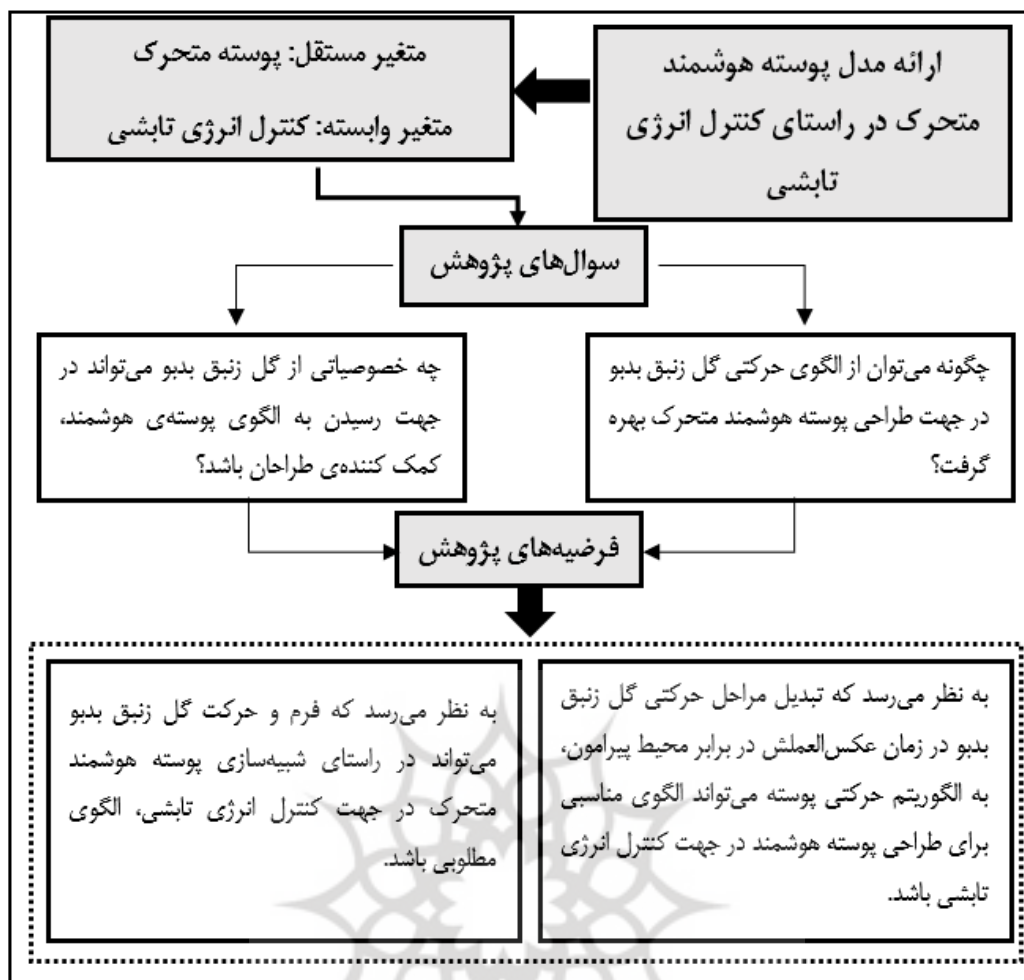 ارائه مدل پوسته هوشمند
متحرک در راستای کنترل انرژی
تابشی
متغیر مستقل: پوسته متحرک
متغیر وابسته: کنترل انرژی تابشی
سوال‌های پژوهش
چگونه می‌توان از الگوی حرکتی گل زنبق بدبو
در جهت طراحی پوسته هوشمند متحرک بهره
گرفت؟
چه خصوصیاتی از گل زنبق بدبو می‌تواند در
جهت رسیدن به الگوی پوسته‌ی هوشمند،
کمک کننده‌ی طراحان باشد؟
فرضیه‌های پژوهش
به نظر می‌رسد که تبدیل مراحل حرکتی گل زنبق
بدبو در زمان عکس‌العملش در برابر محیط پیرامون،
به الگوریتم حرکتی پوسته می‌تواند الگوی مناسبی
برای طراحی پوسته هوشمند در جهت کنترل انرژی
تابشی باشد.
به نظر می‌رسد که فرم و حرکت گل زنبق بدبو
می‌تواند در راستای شبیه‌سازی پوسته هوشمند
متحرک در جهت کنترل انرژی تابشی، الگوی
مطلوبی باشد.